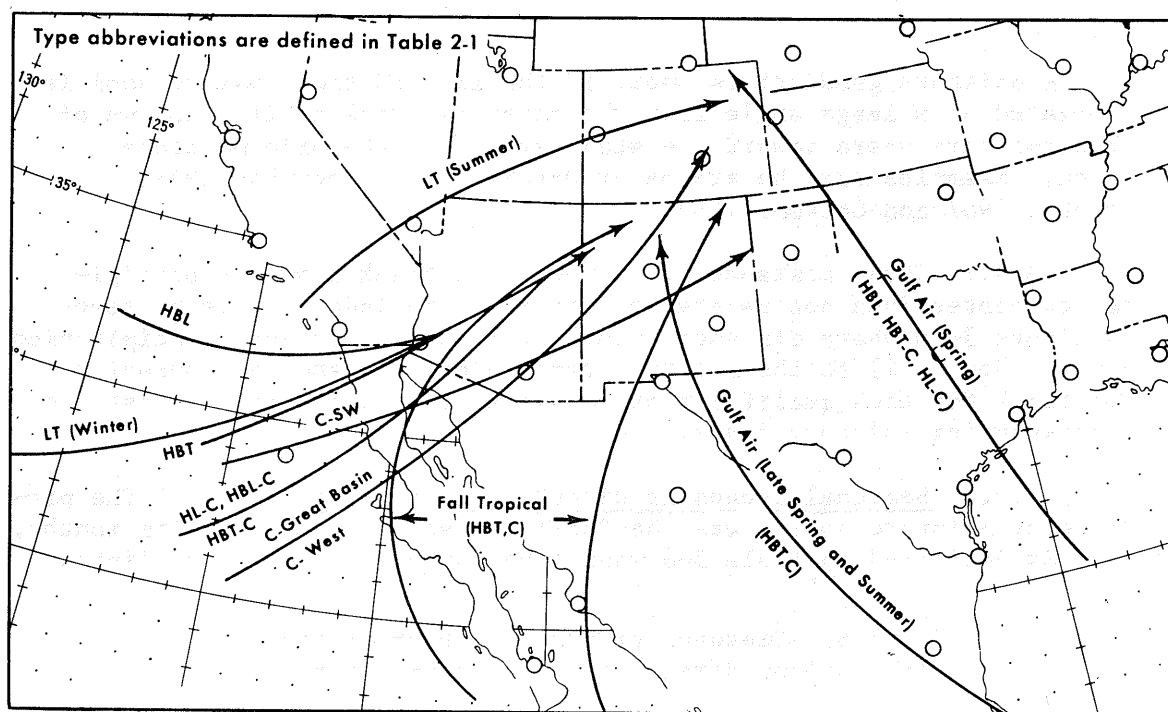 Type abbreviations are defined in Table 2-1
130°
125°
35°
LT (Summer)
HBL
LT (Winter)
HBT
C-SW
HL-C, HBL-C
HBT-C
C-Great Basin
C-West
Fall Tropical
(HBT,C)
Gulf Air (Spring)
(HBL, HBT-C, HL-C)
Gulf Air (Late Spring and Summer)
(HBT,C)